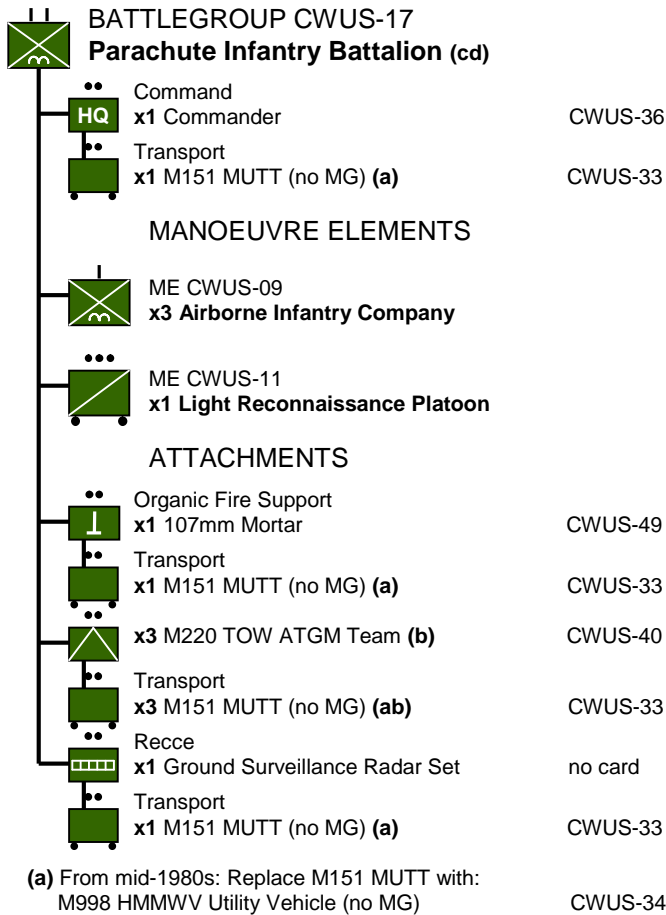 BATTLEGROUP CWUS-17
Parachute Infantry Battalion (cd)
Command
HQ x1 Commander CWUS-36
Transport
x1 M151 MUTT (no MG) (a) CWUS-33
MANOEUVRE ELEMENTS
ME CWUS-09
x3 Airborne Infantry Company
ME CWUS-11
x1 Light Reconnaissance Platoon
ATTACHMENTS
Organic Fire Support
x1 107mm Mortar CWUS-49
Transport
x1 M151 MUTT (no MG) (a) CWUS-33
x3 M220 TOW ATGM Team (b) CWUS-40
Transport
x3 M151 MUTT (no MG) (ab) CWUS-33
Recce
x1 Ground Surveillance Radar Set no card
Transport
x1 M151 MUTT (no MG) (a) CWUS-33
(a) From mid-1980s: Replace M151 MUTT with:
M998 HMMWV Utility Vehicle (no MG) CWUS-34